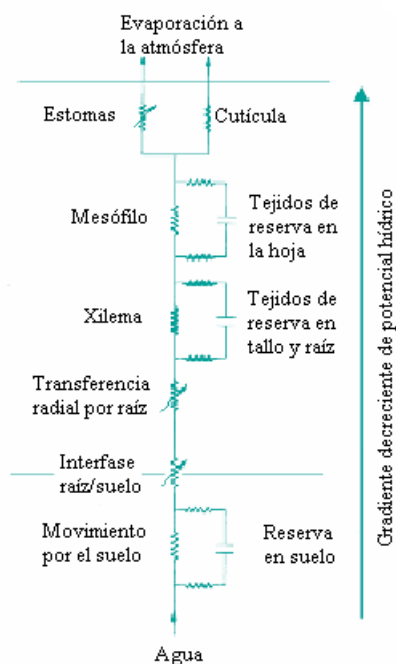 Evaporación a
la atmósfera
Estomas
Cutícula
Mesófilo
Tejidos de
reserva en
la hoja
Xilema
Tejidos de
reserva en
tallo y raíz
Transferencia
radial por raíz
Interfase
raíz/suelo
Movimiento
por el suelo
Reserva
en suelo
Agua
Gradiente decreciente de potencial hídrico